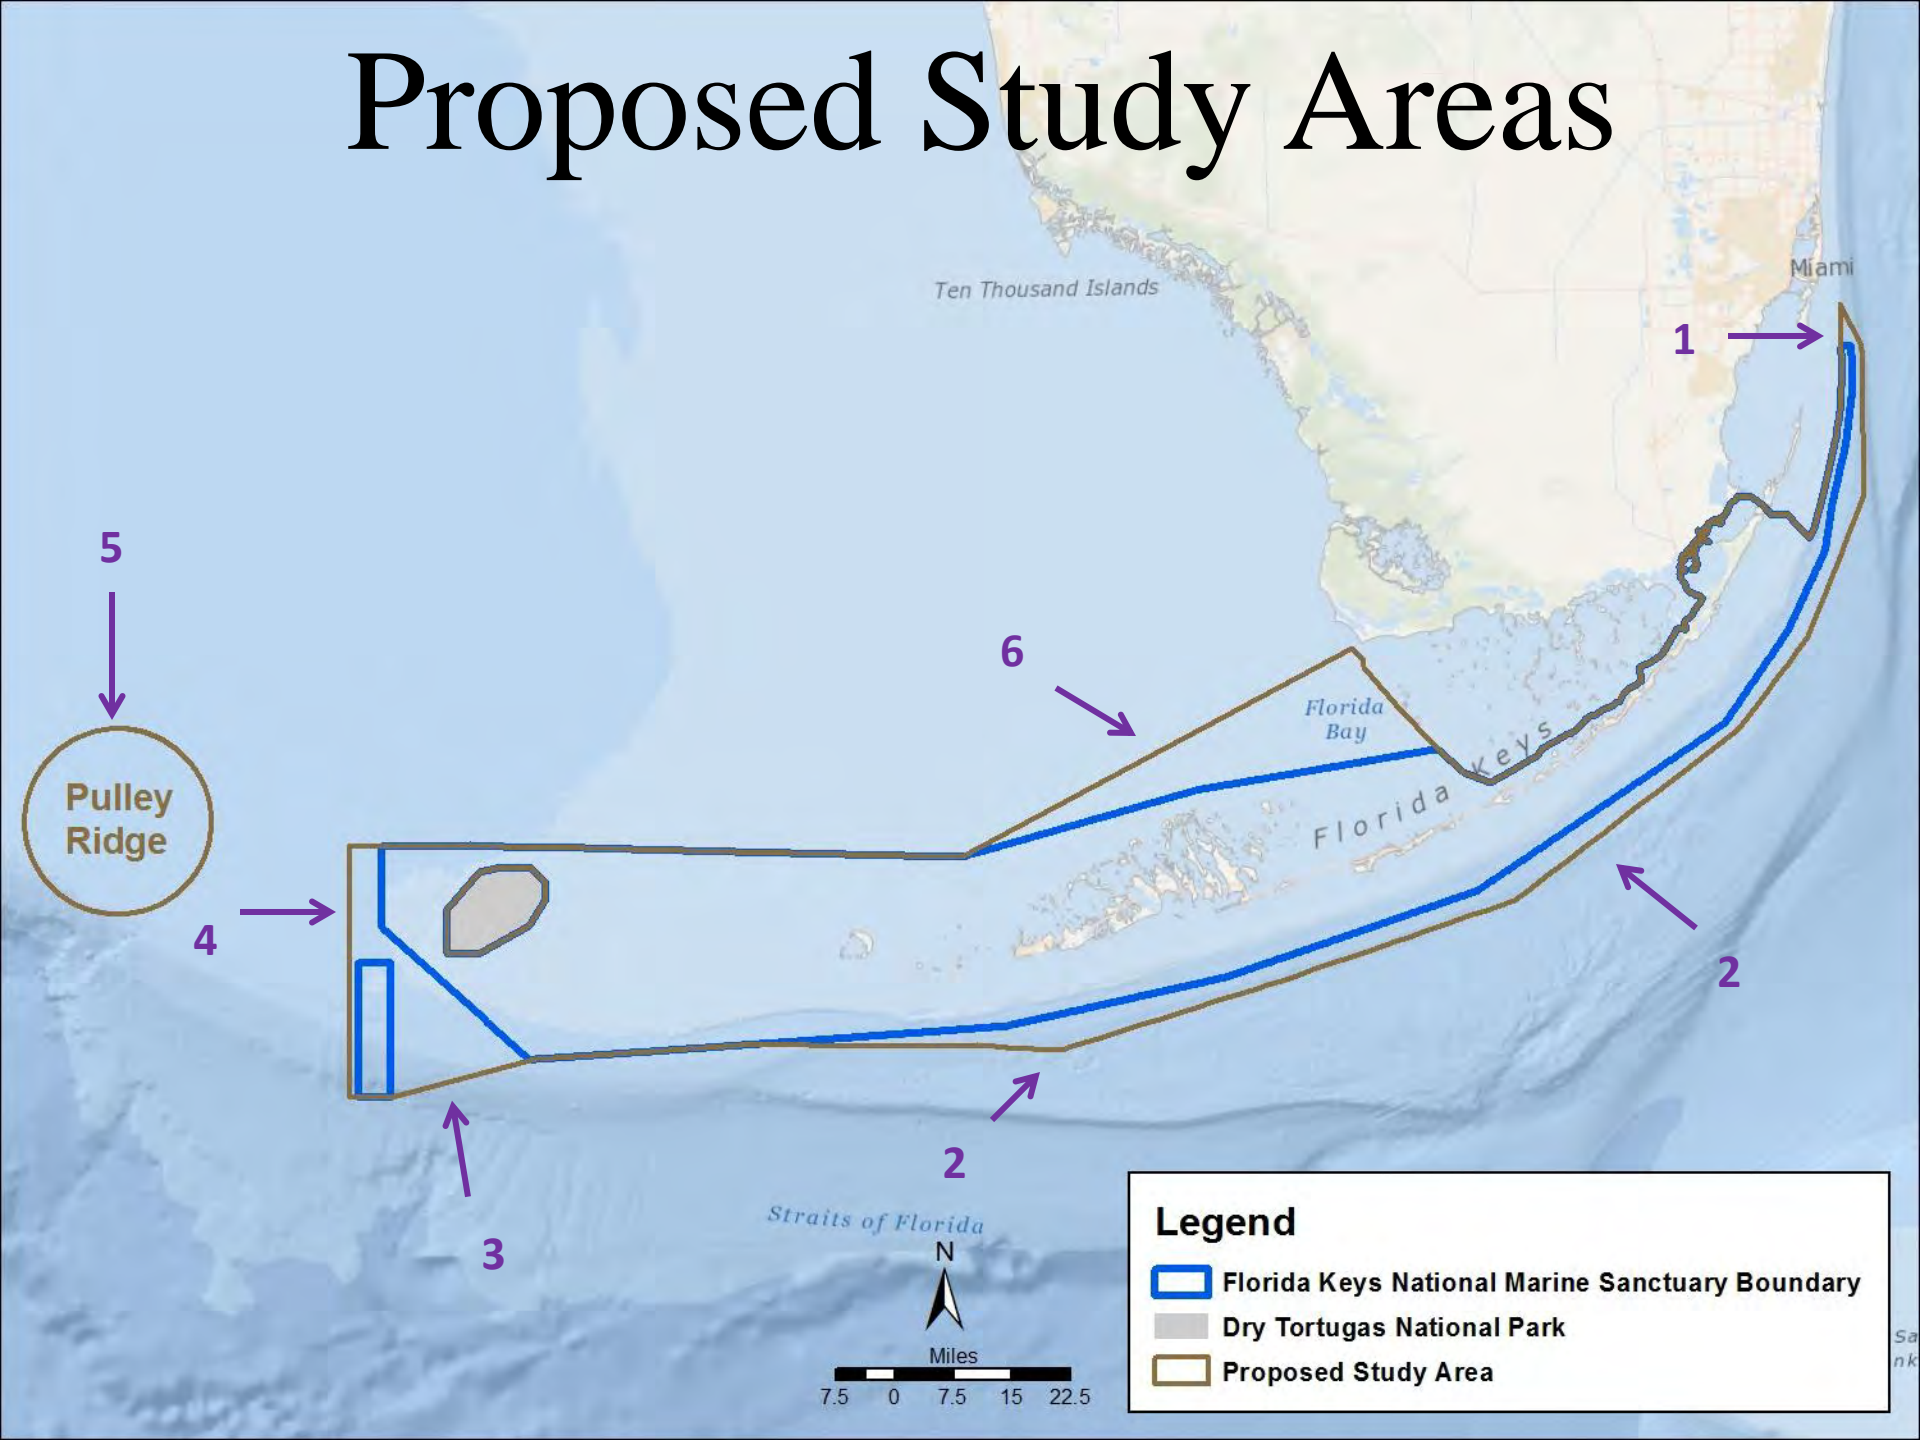 Proposed Study Areas
Miami
Ten Thousand Islands
1
5
6
Florida
Bay
Florida Keys
Pulley
Ridge
4
2
2
3
Straits of Florida
N
Miles
7.5 0 7.5 15 22.5
Legend
Florida Keys National Marine Sanctuary Boundary
Dry Tortugas National Park
Proposed Study Area
Sa
nk